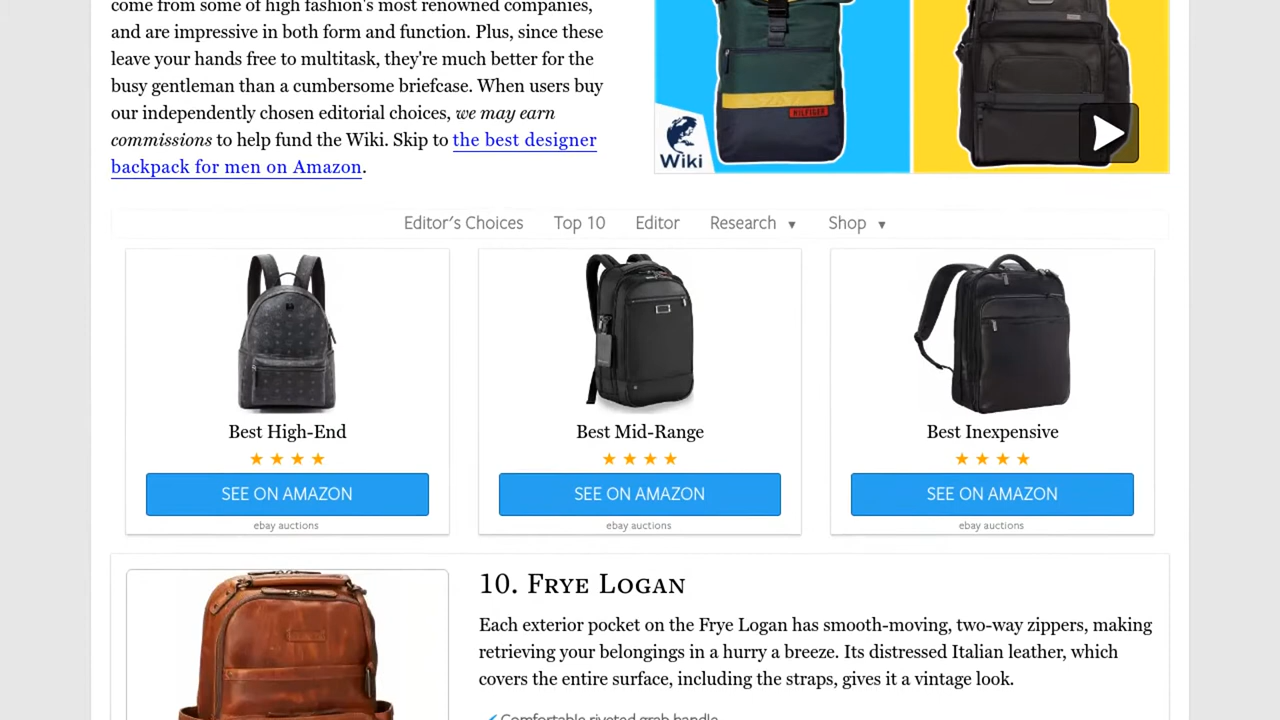 come from some of high fashion's most renowned companies,
and are impressive in both form and function. Plus, since these
leave your hands free to multitask, they're much better for the
busy gentleman than a cumbersome briefcase. When users buy
our independently chosen editorial choices, we may earn
commissions to help fund the Wiki. Skip to the best designer
backpack for men on Amazon.
HILFIGER
Wiki
Editor's Choices Top 10 Editor Research ▼ Shop ▼
Best High-End
★ ★ ★ ★
SEE ON AMAZON
ebay auctions
Best Mid-Range
★ ★ ★ ★
SEE ON AMAZON
ebay auctions
Best Inexpensive
★ ★ ★ ★
SEE ON AMAZON
ebay auctions
10. Frye Logan
Each exterior pocket on the Frye Logan has smooth-moving, two-way zippers, making
retrieving your belongings in a hurry a breeze. Its distressed Italian leather, which
covers the entire surface, including the straps, gives it a vintage look.
✓ Comfortable riveted grab handle